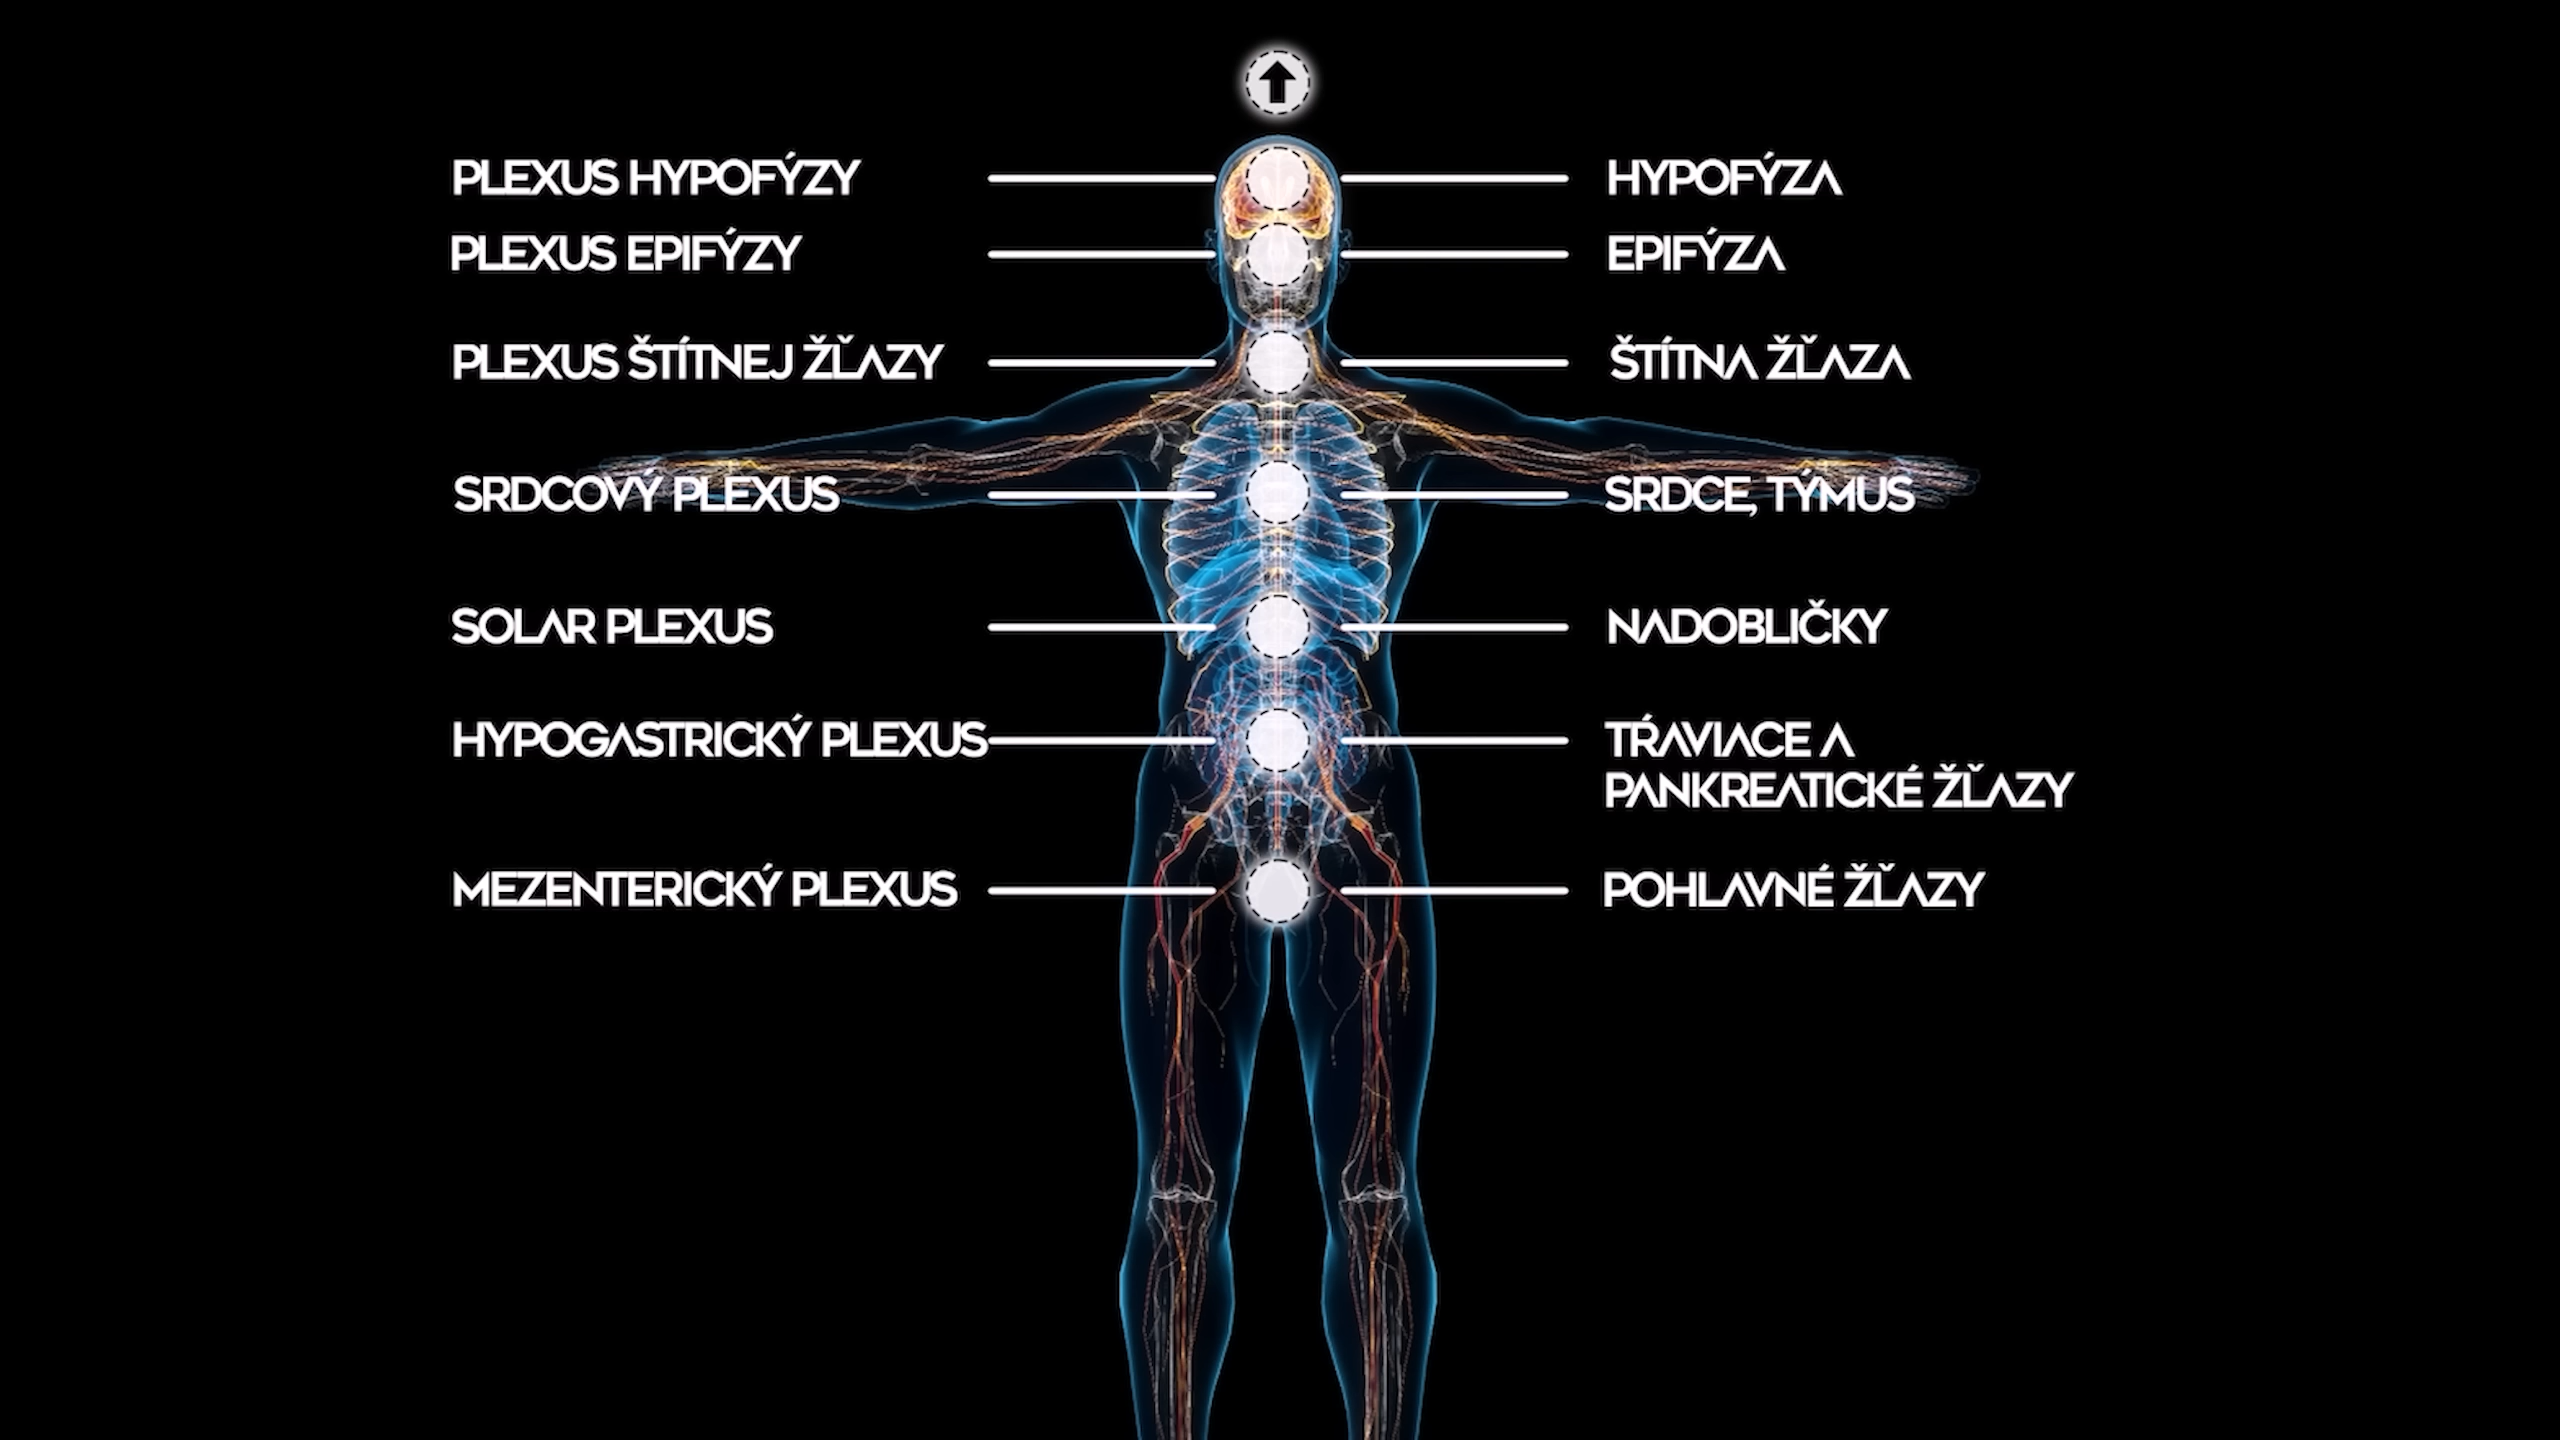 PLEXUS HYPOFÝZY
HYPOFÝZA
PLEXUS EPIFÝZY
EPIFÝZA
PLEXUS ŠTÍTNEJ ŽĽAZY
ŠTÍTNA ŽĽAZA
SRDCOVÝ PLEXUS
SRDCE, TÝMUS
SOLAR PLEXUS
NADOBLIČKY
HYPOGASTRICKÝ PLEXUS
TŔAVIACE A
PANKREATICKÉ ŽĽAZY
MEZENTERICKÝ PLEXUS
POHLAVNÉ ŽĽAZY